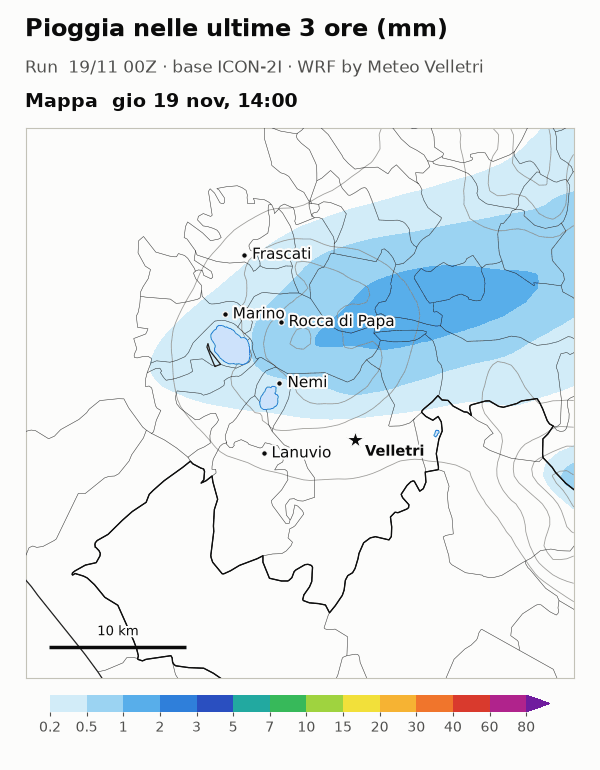 Pioggia nelle ultime 3 ore (mm)
Run  19/11 00Z · base ICON-2I · WRF by Meteo Velletri
Mappa  gio 19 nov, 14:00
Frascati
Marino
Rocca di Papa
Nemi
Velletri
Lanuvio
10 km
0.2 0.5 1 2 3 5 7 10 15 20 30 40 60 80